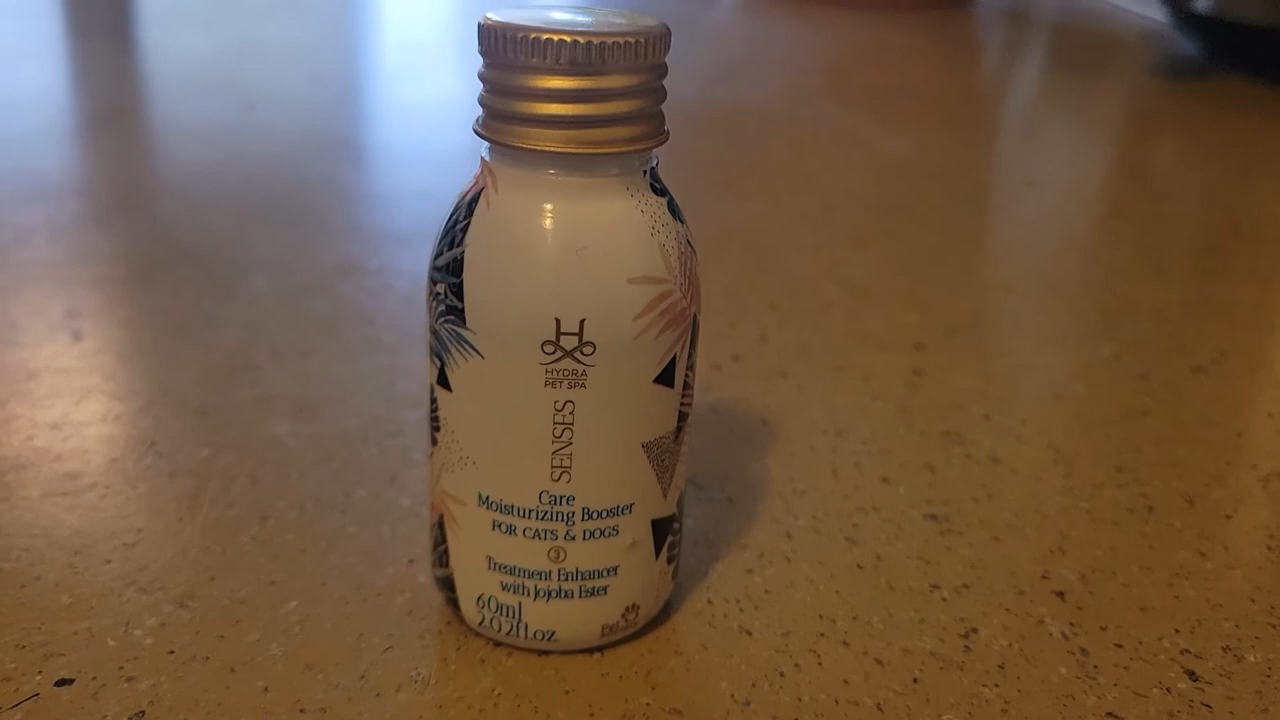 H
HYDRA
PET SPA
SENSES
Care
Moisturizing Booster
FOR CATS & DOGS
3
Treatment Enhancer
with Jojoba Ester
60ml
2.02fl.oz
Pet